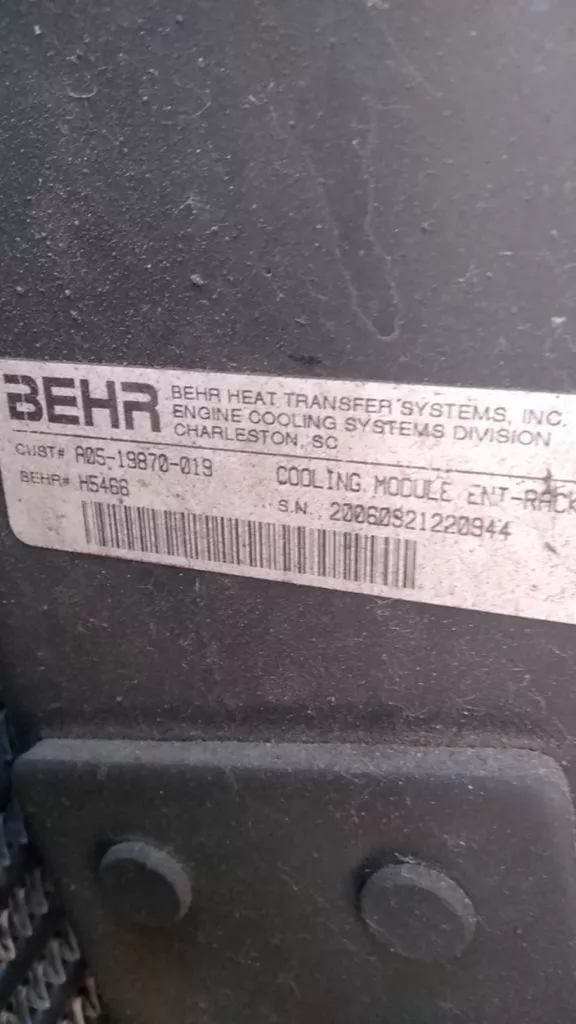 BEHR
BEHR HEAT TRANSFER SYSTEMS, INC.
ENGINE COOLING SYSTEMS DIVISION
CHARLESTON, SC
CUST# A05-19870-019
COOLING MODULE ENT-RACK
BEHR# H5466
S.N. 20060921220944